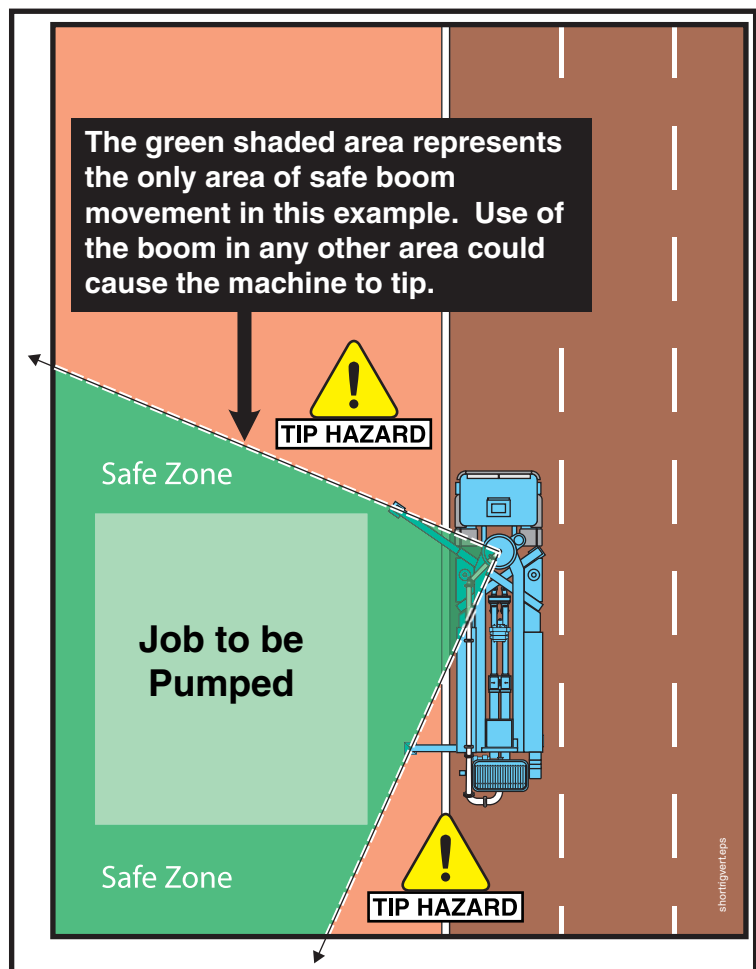 The green shaded area represents
the only area of safe boom
movement in this example.  Use of
the boom in any other area could
cause the machine to tip.
TIP HAZARD
Safe Zone
Job to be
Pumped
Safe Zone
TIP HAZARD
shortrigvert.eps